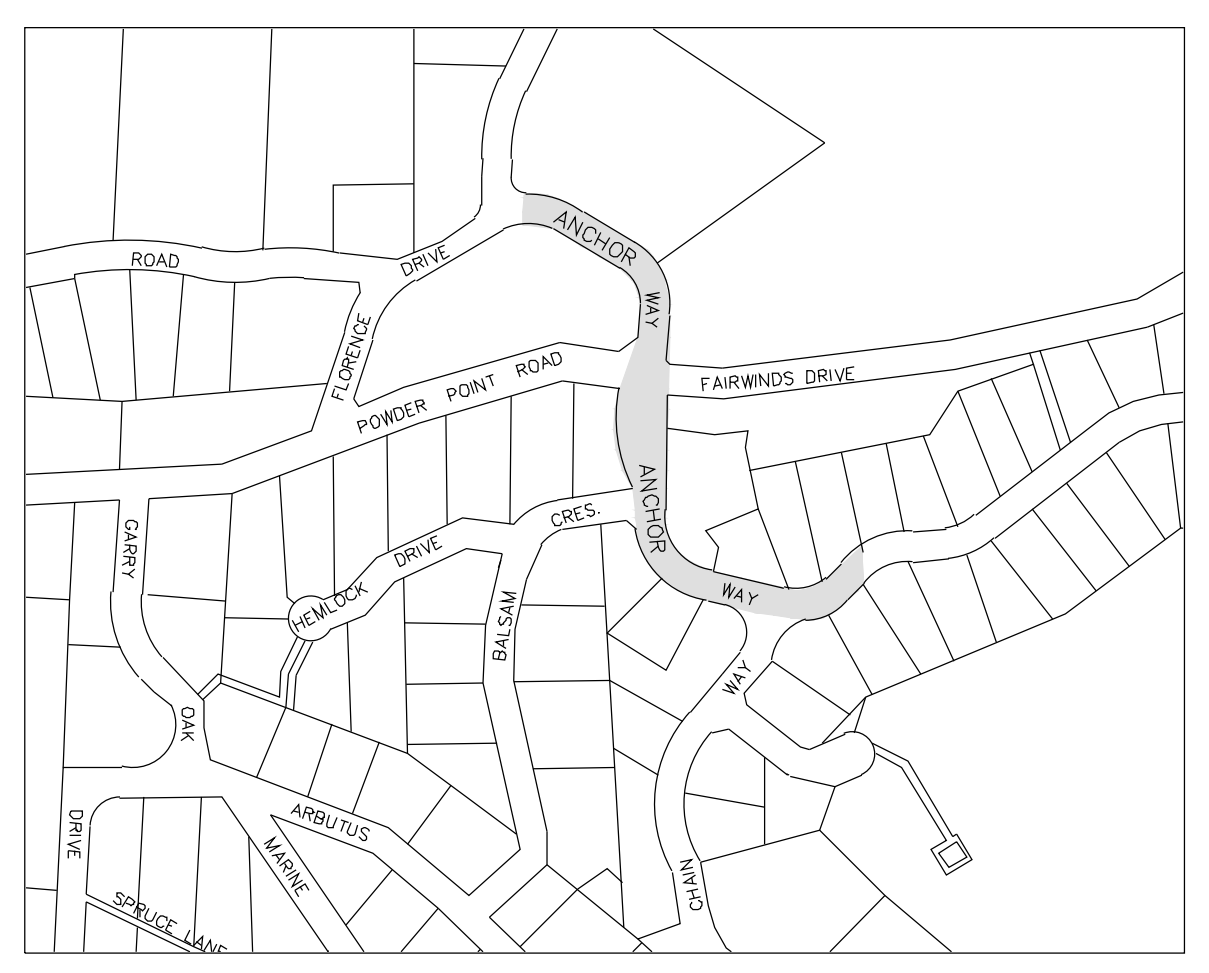 ANCHOR
ROAD
DRIVE
WAY
FLORENCE
POWDER POINT ROAD
FAIRWINDS DRIVE
ANCHOR
CRES.
GARRY
DRIVE
HEMLOCK
WAY
BALSAM
WAY
OAK
DRIVE
ARBUTUS
MARINE
CHAIN
SPRUCE LANE